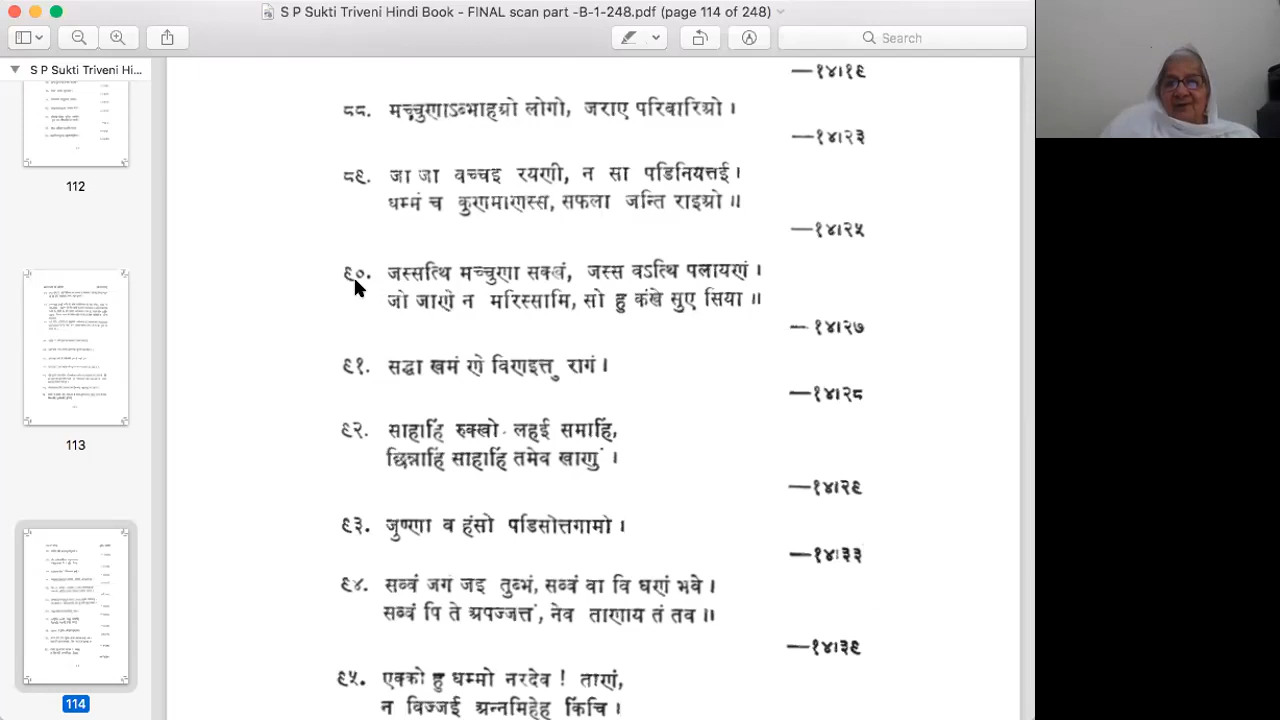 S P Sukti Triveni Hindi Book - FINAL scan part -B-1-248.pdf (page 114 of 248)
Search
S P Sukti Triveni Hi...
112
113
114
—१४।१९
८८. मच्चुणाऽब्भाहओ लोगो, जराए परिवारिओ ।
—१४।२३
८९. जा जा वच्चइ रयणी, न सा पडिनियत्तई ।
धम्मं च कुणमाणस्स, सफला जन्ति राइओ ॥
—१४।२५
९०. जस्सत्थि मच्चुणा सक्खं, जस्स वऽत्थि पलायणं ।
जो जाणे न मरिस्सामि, सो हु कंखे सुए सिया ॥
—१४।२७
९१. सद्धा खमं णे विणइत्तु रागं ।
—१४।२८
९२. साहाहिं रुक्खो लहई समाहिं,
छिन्नाहिं साहाहिं तमेव खाणुं ।
—१४।२९
९३. जुण्णो व हंसो पडिसोत्तगामी ।
—१४।३३
९४. सव्वं जगं जइ तुब्भं, सव्वं वा वि धणं भवे ।
सव्वं पि ते अपज्जत्तं, नेव ताणाय तं तव ॥
—१४।३९
९५. एक्को हु धम्मो नरदेव ! ताणं,
न विज्जई अन्नमिहेह किंचि ।